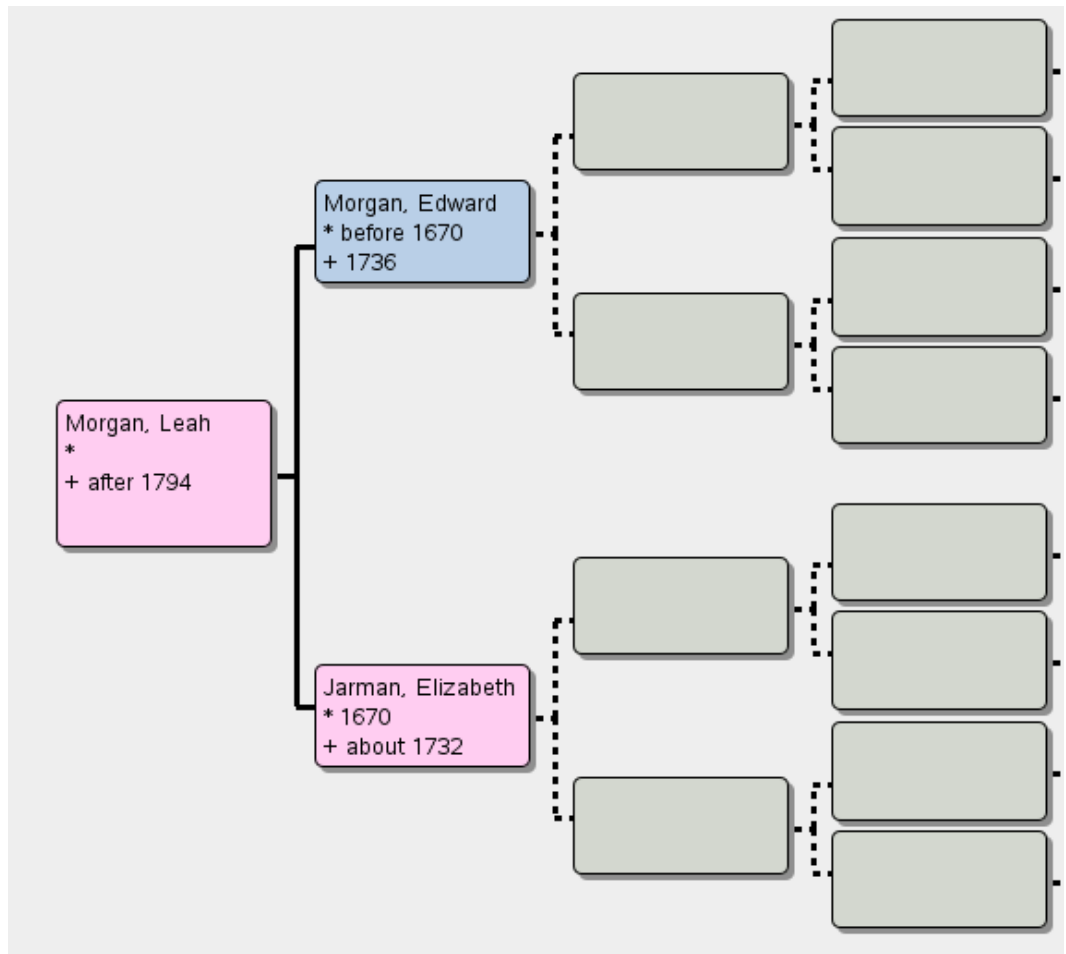 Morgan, Edward
* before 1670
+ 1736
Morgan, Leah
*
+ after 1794
Jarman, Elizabeth
* 1670
+ about 1732